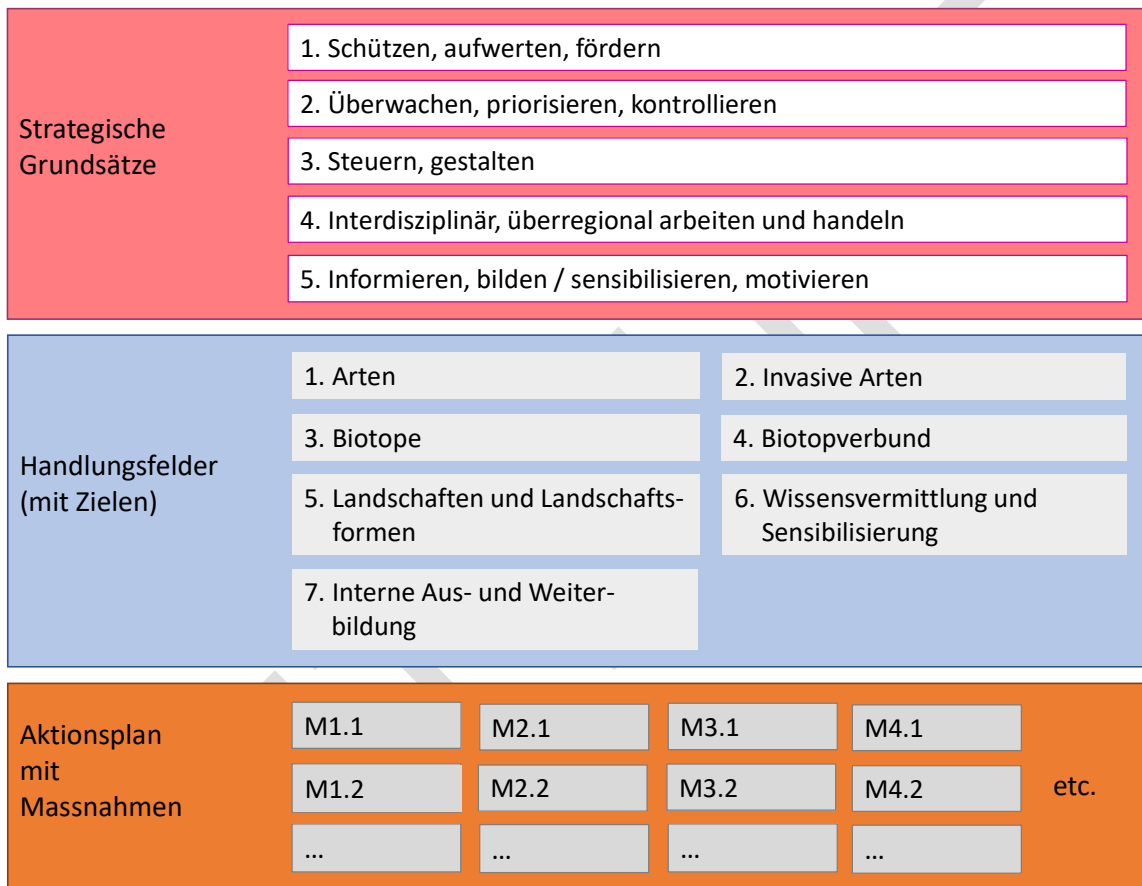 Strategische
Grundsätze
1. Schützen, aufwerten, fördern
2. Überwachen, priorisieren, kontrollieren
3. Steuern, gestalten
4. Interdisziplinär, überregional arbeiten und handeln
5. Informieren, bilden / sensibilisieren, motivieren
Handlungsfelder
(mit Zielen)
1. Arten
2. Invasive Arten
3. Biotope
4. Biotopverbund
5. Landschaften und Landschafts-
formen
6. Wissensvermittlung und
Sensibilisierung
7. Interne Aus- und Weiter-
bildung
Aktionsplan
mit
Massnahmen
M1.1
M2.1
M3.1
M4.1
M1.2
M2.2
M3.2
M4.2
etc.
...
...
...
...